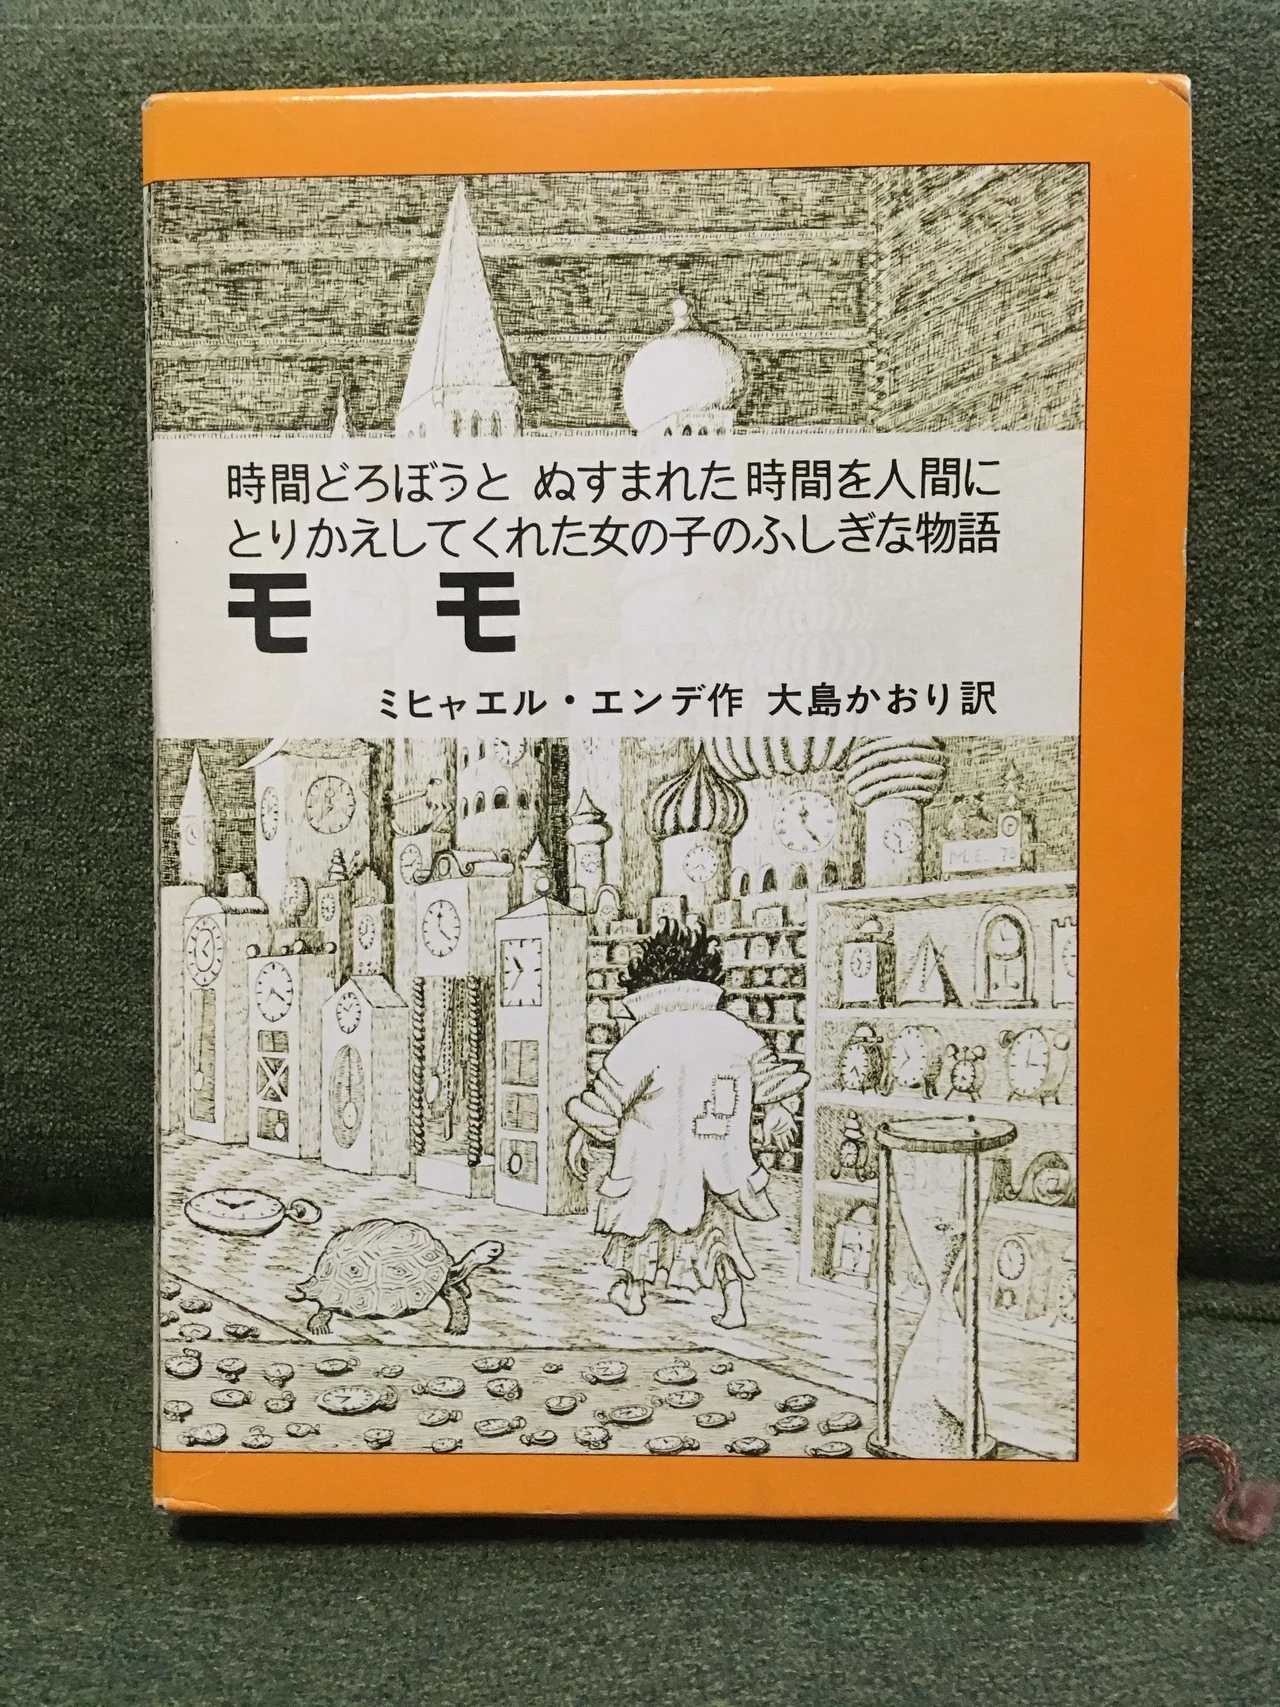 時間どろぼうと ぬすまれた時間を人間に
とりかえしてくれた女の子のふしぎな物語
モモ
ミヒャエル・エンデ作 大島かおり訳